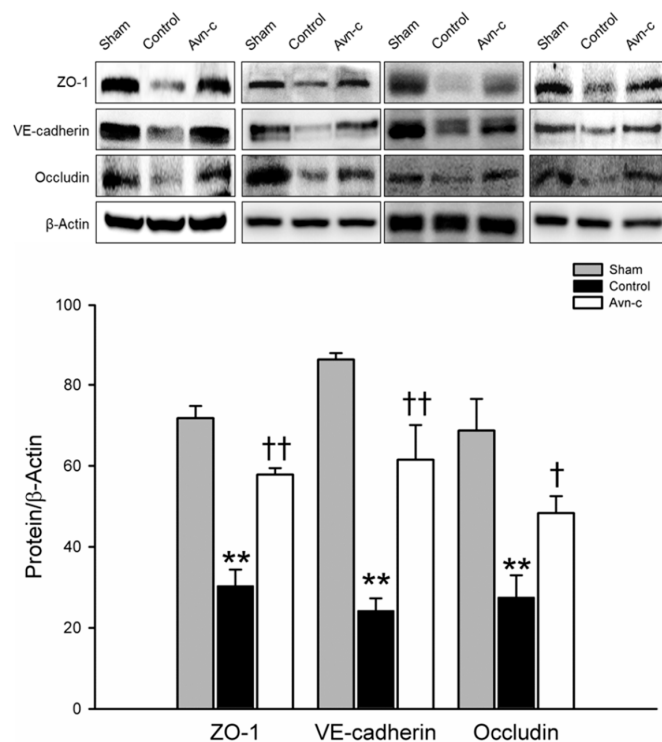 Sham Control Avn-c Sham Control Avn-c Sham Control Avn-c Sham Control Avn-c
ZO-1
VE-cadherin
Occludin
β-Actin
Sham
Control
Avn-c
100
80
60
40
20
0
Protein/β-Actin
**
††
**
††
**
†
ZO-1 VE-cadherin Occludin